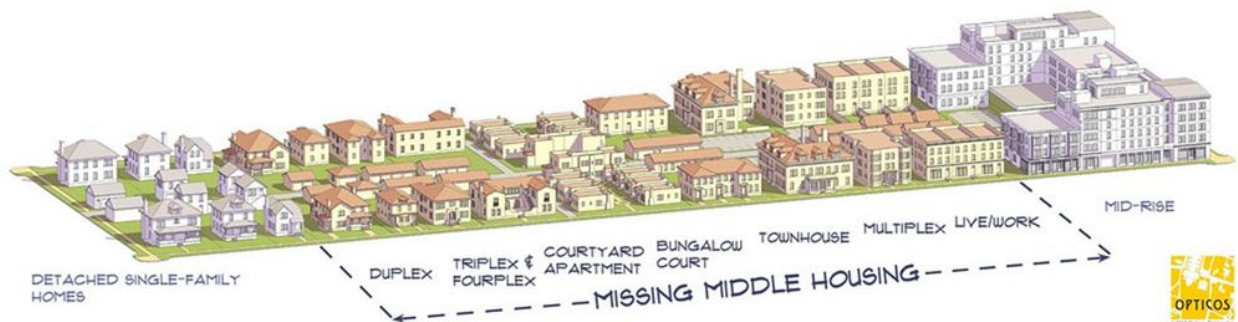 DETACHED SINGLE-FAMILY
HOMES
DUPLEX
TRIPLEX &
FOURPLEX
COURTYARD
APARTMENT
BUNGALOW
COURT
TOWNHOUSE
MULTIPLEX
LIVE/WORK
MID-RISE
MISSING MIDDLE HOUSING
OPTICOS